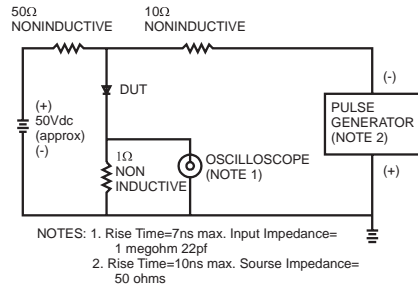 50Ω
NONINDUCTIVE
10Ω
NONINDUCTIVE
DUT
(+)
50Vdc
(approx)
(-)
(-)
PULSE
GENERATOR
(NOTE 2)
(+)
1Ω
NON
INDUCTIVE
OSCILLOSCOPE
(NOTE 1)
NOTES: 1. Rise Time=7ns max. Input Impedance=
1 megohm 22pf
2. Rise Time=10ns max. Sourse Impedance=
50 ohms